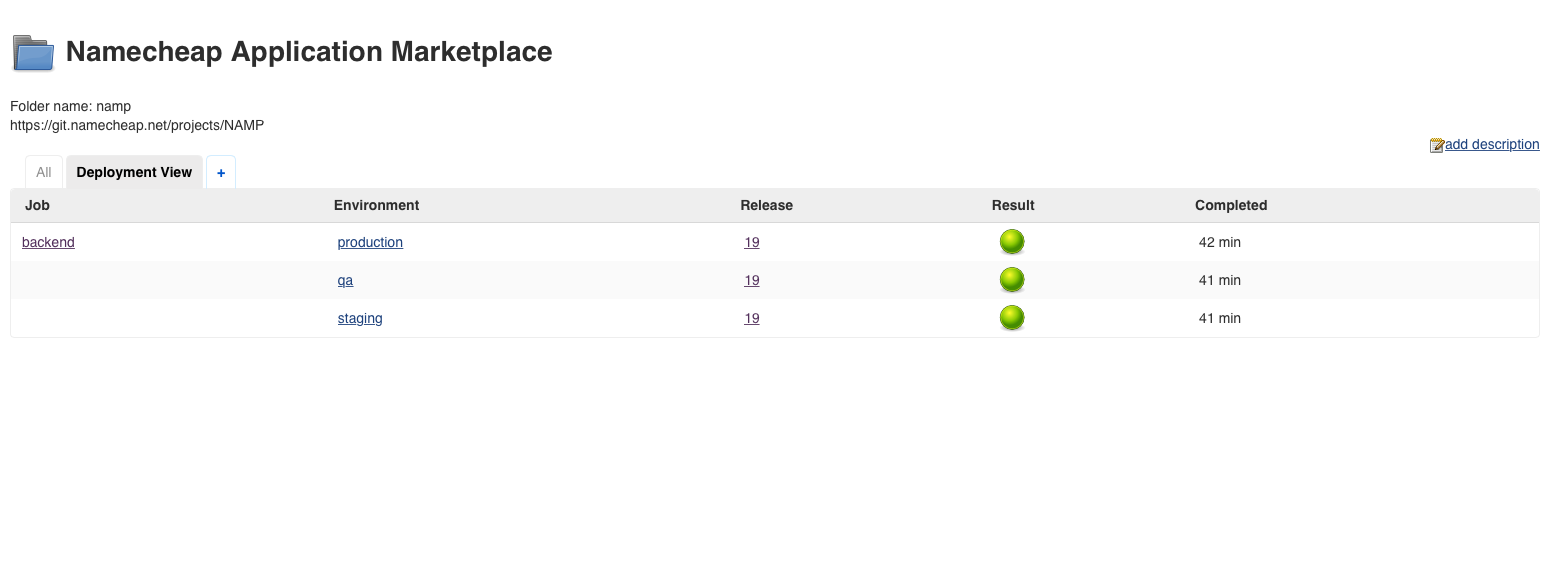 Namecheap Application Marketplace
Folder name: namp
https://git.namecheap.net/projects/NAMP
add description
All Deployment View +
Job Environment Release Result Completed
backend production 19 42 min
qa 19 41 min
staging 19 41 min